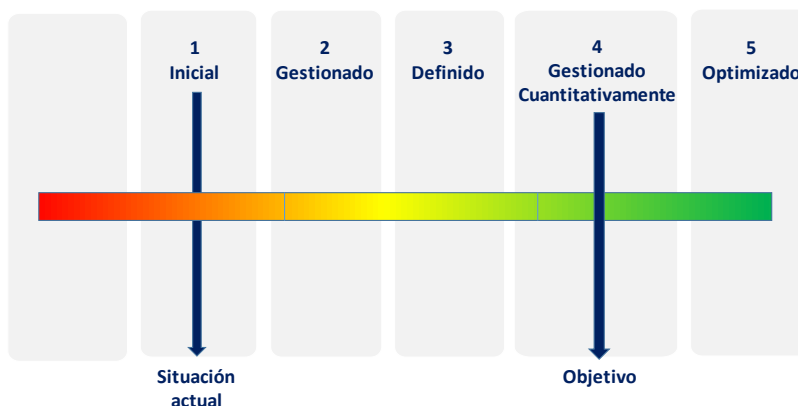 1
Inicial
2
Gestionado
3
Definido
4
Gestionado
Cuantitativamente
5
Optimizado
Situación
actual
Objetivo